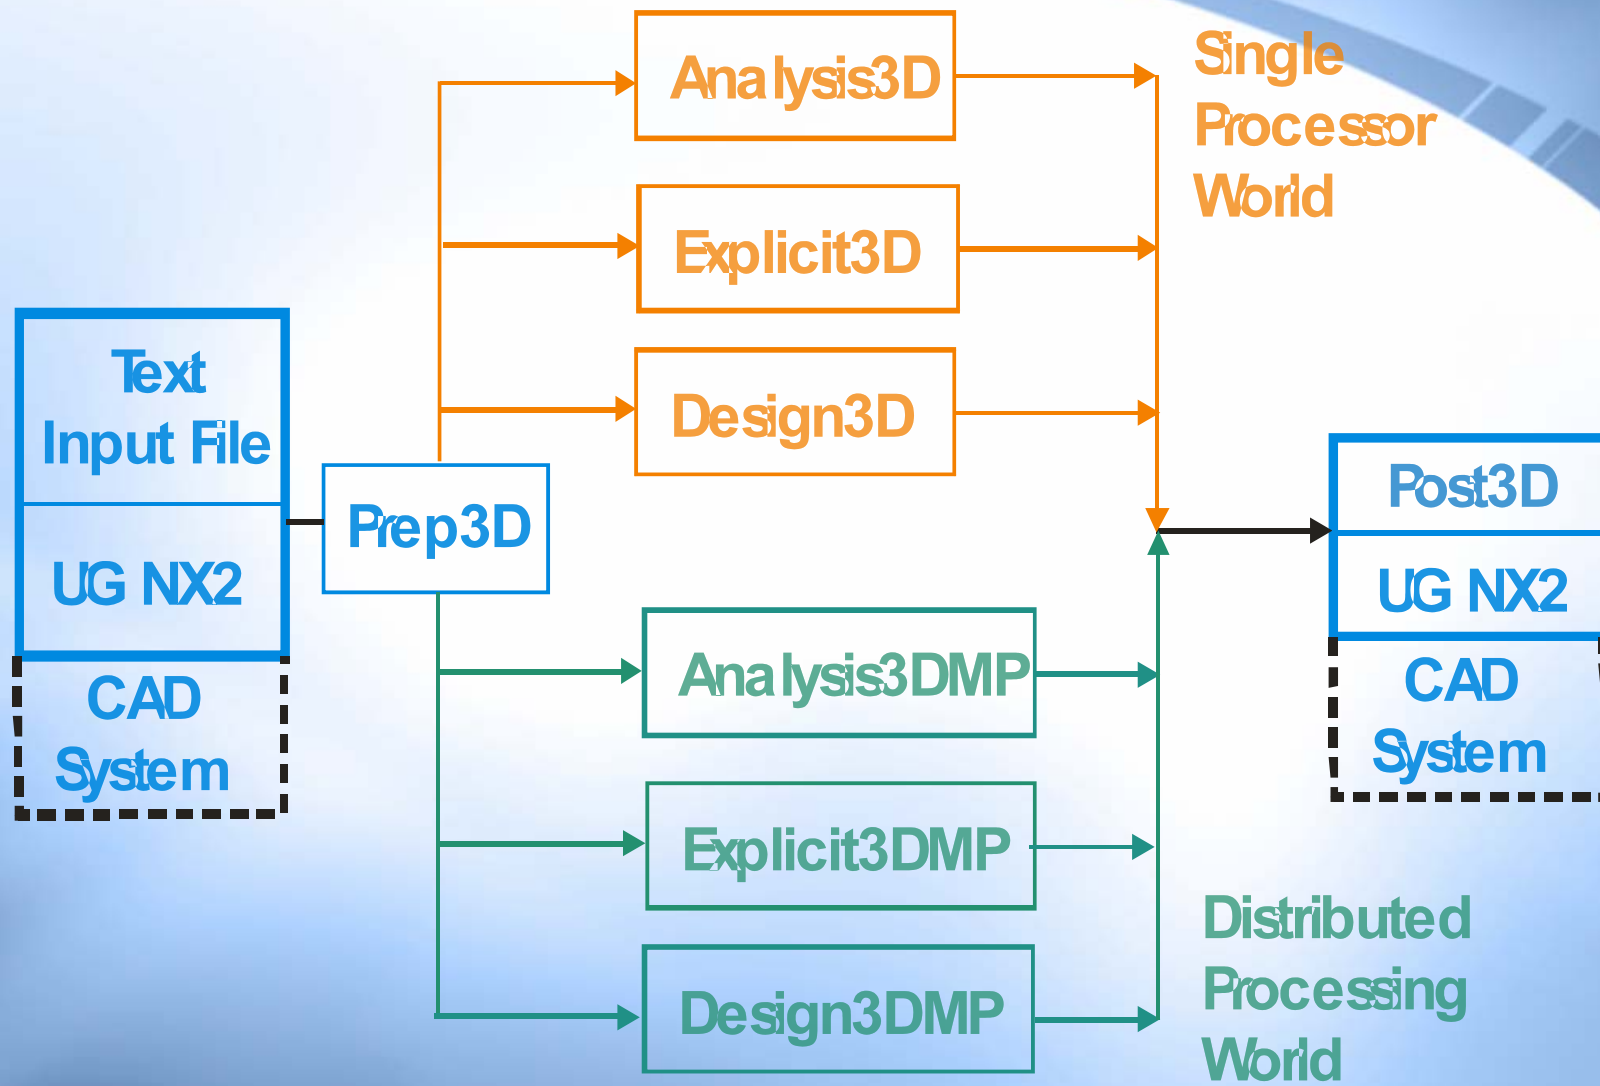 Analysis3D
Single
Processor
World
Explicit3D
Design3D
Text
Input File
UG NX2
CAD
System
Prep3D
Post3D
UG NX2
CAD
System
Analysis3DMP
Explicit3DMP
Design3DMP
Distributed
Processing
World